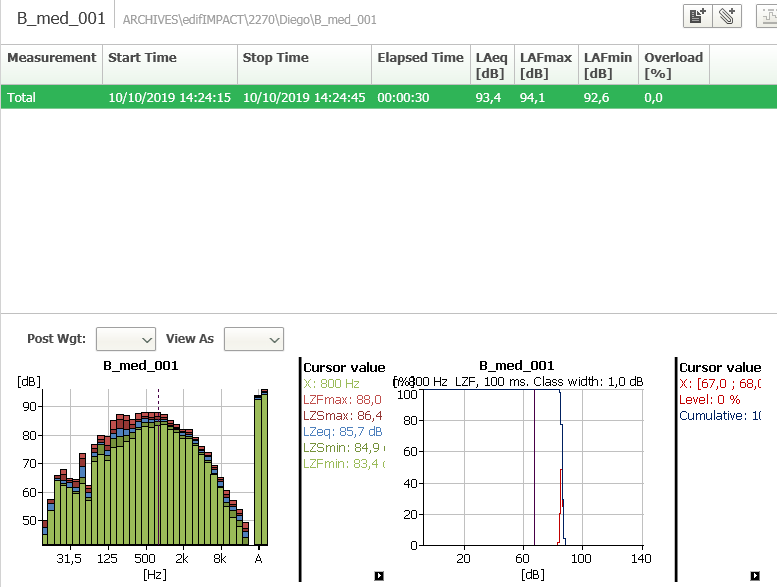 B_med_001 ARCHIVES\edifIMPACT\2270\Diego\B_med_001
Measurement Start Time Stop Time Elapsed Time LAeq [dB] LAFmax [dB] LAFmin [dB] Overload [%]
Total 10/10/2019 14:24:15 10/10/2019 14:24:45 00:00:30 93,4 94,1 92,6 0,0
Post Wgt: View As
B_med_001
[dB]
90
80
70
60
50
31,5 125 500 2k 8k A
[Hz]
Cursor value
X: 800 Hz
LZFmax: 88,0
LZSmax: 86,4
LZeq: 85,7 dB
LZSmin: 84,9
LZFmin: 83,4
B_med_001
[%] Hz LZF, 100 ms. Class width: 1,0 dB
100
80
60
40
20
0
20 60 100 140
[dB]
Cursor value
X: [67,0 ; 68,0
Level: 0 %
Cumulative: